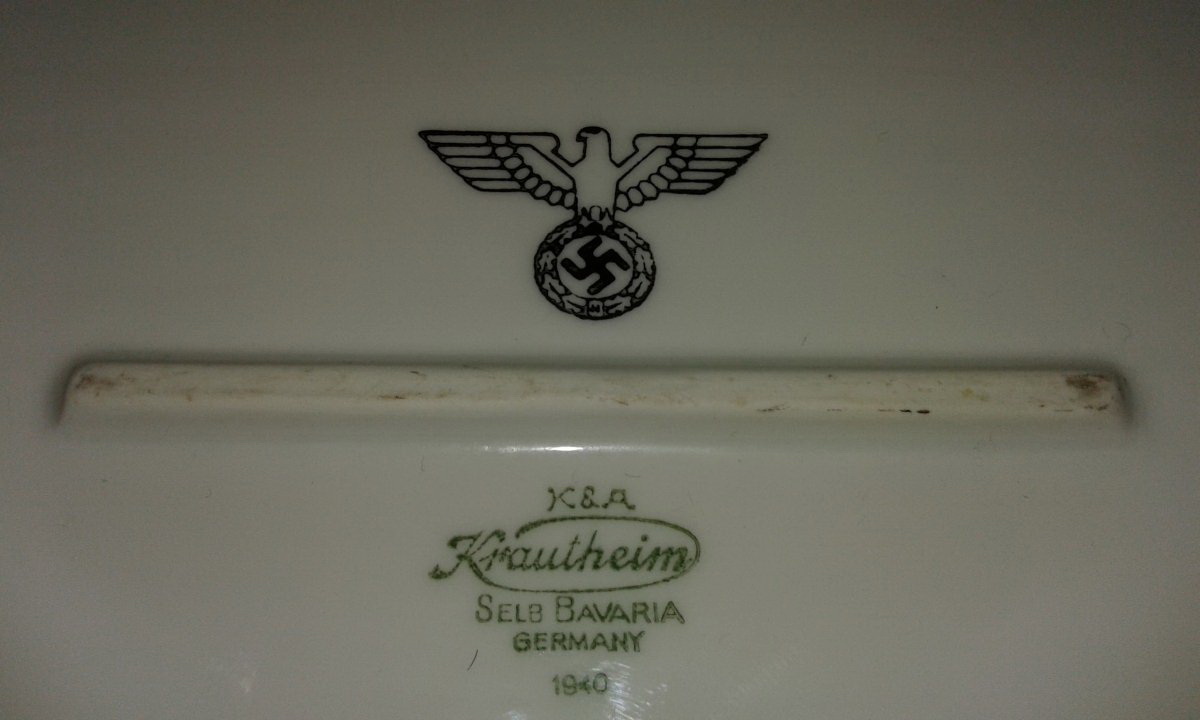 K&A
Krautheim
SELB BAVARIA
GERMANY
1940